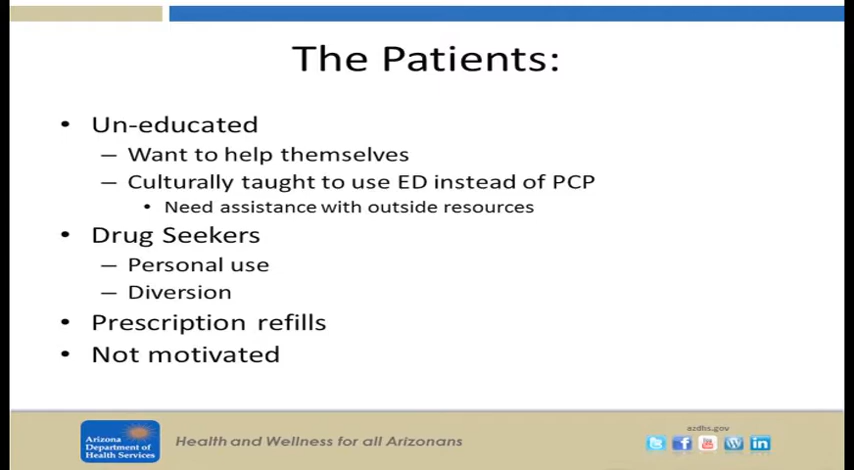 The Patients:
• Un-educated
– Want to help themselves
– Culturally taught to use ED instead of PCP
• Need assistance with outside resources
• Drug Seekers
– Personal use
– Diversion
• Prescription refills
• Not motivated
Arizona
Department of
Health Services
Health and Wellness for all Arizonans
azdhs.gov
You
Tube